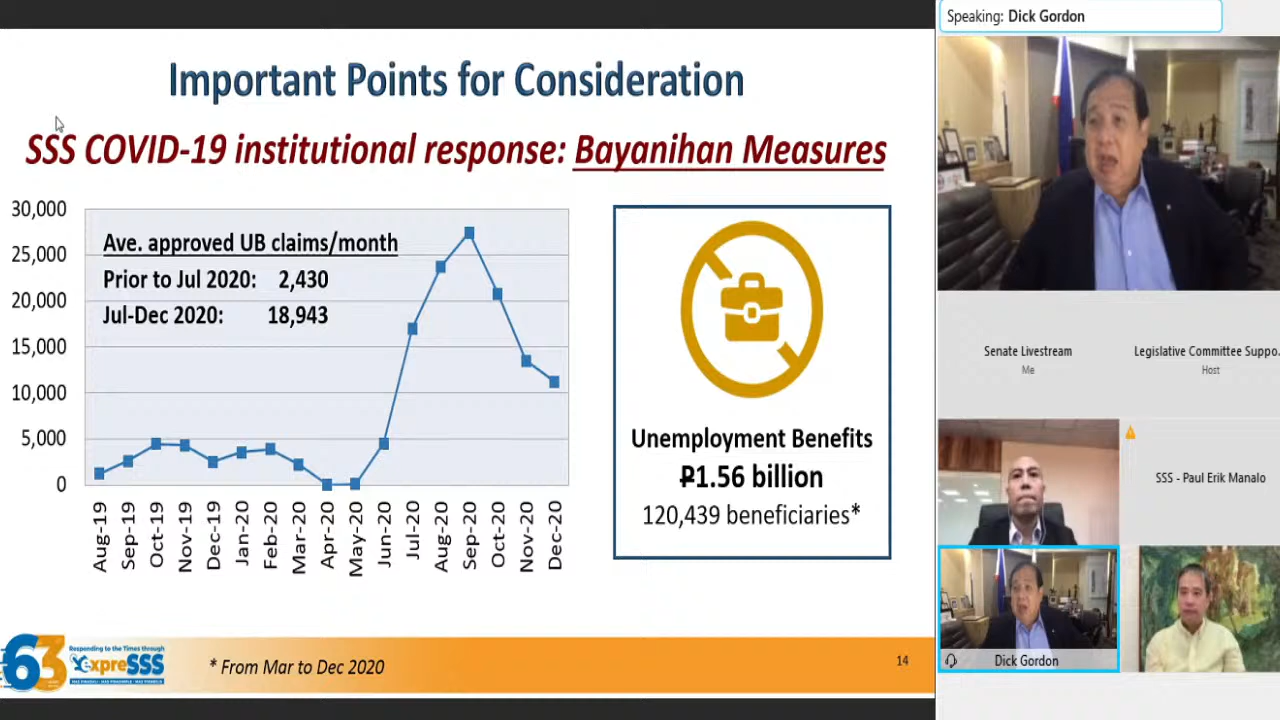 Important Points for Consideration
SSS COVID-19 institutional response: Bayanihan Measures
30,000
25,000
20,000
15,000
10,000
5,000
0
Ave. approved UB claims/month
Prior to Jul 2020: 2,430
Jul-Dec 2020: 18,943
Aug-19
Sep-19
Oct-19
Nov-19
Dec-19
Jan-20
Feb-20
Mar-20
Apr-20
May-20
Jun-20
Jul-20
Aug-20
Sep-20
Oct-20
Nov-20
Dec-20
Unemployment Benefits
₱1.56 billion
120,439 beneficiaries*
63
Responding to the Times through
expreSSS
* From Mar to Dec 2020
14
Speaking: Dick Gordon
Senate Livestream
Me
Legislative Committee Suppo...
Host
SSS - Paul Erik Manalo
Dick Gordon